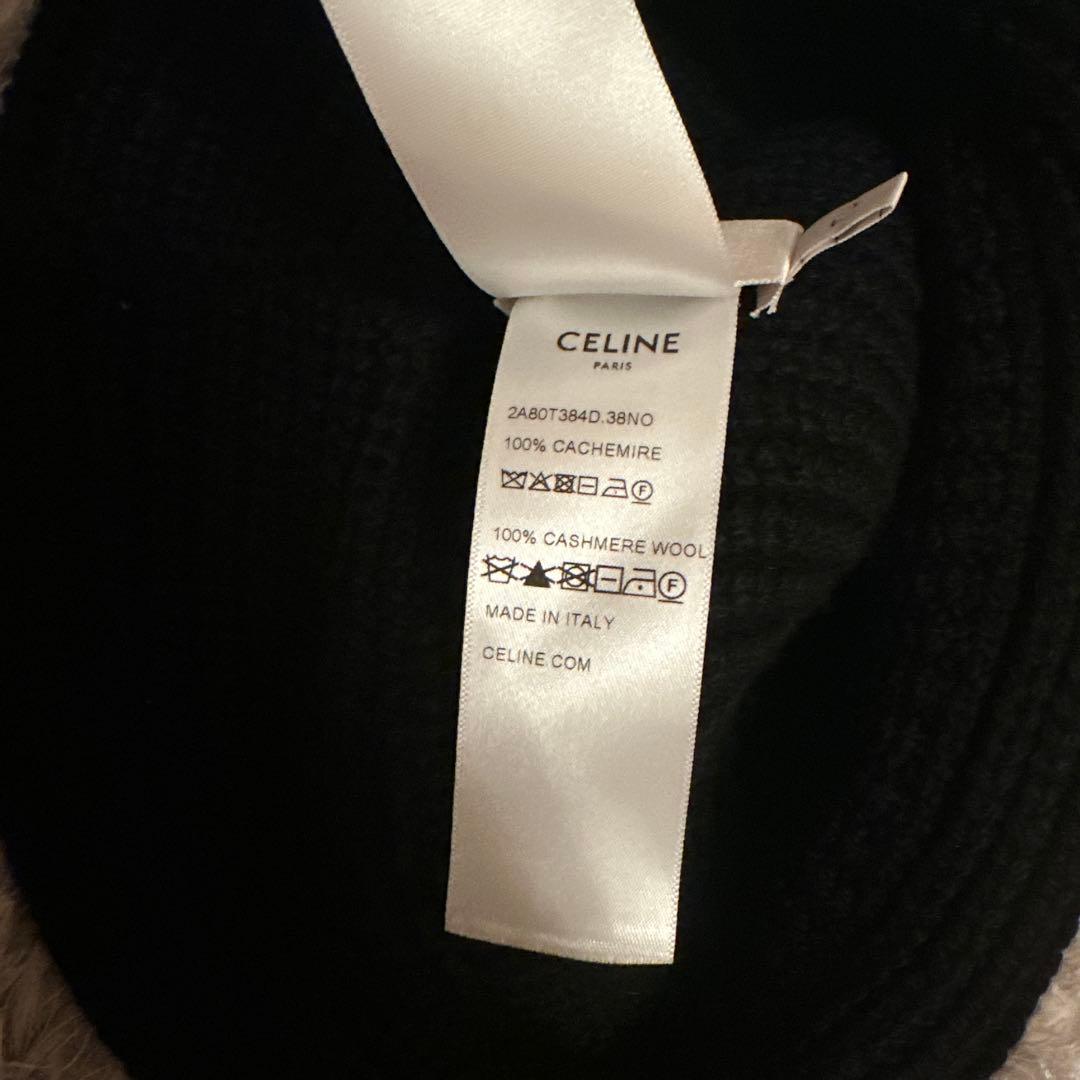 CELINE
PARIS
2A80T384D.38NO
100% CACHEMIRE
F
100% CASHMERE WOOL
F
MADE IN ITALY
CELINE.COM